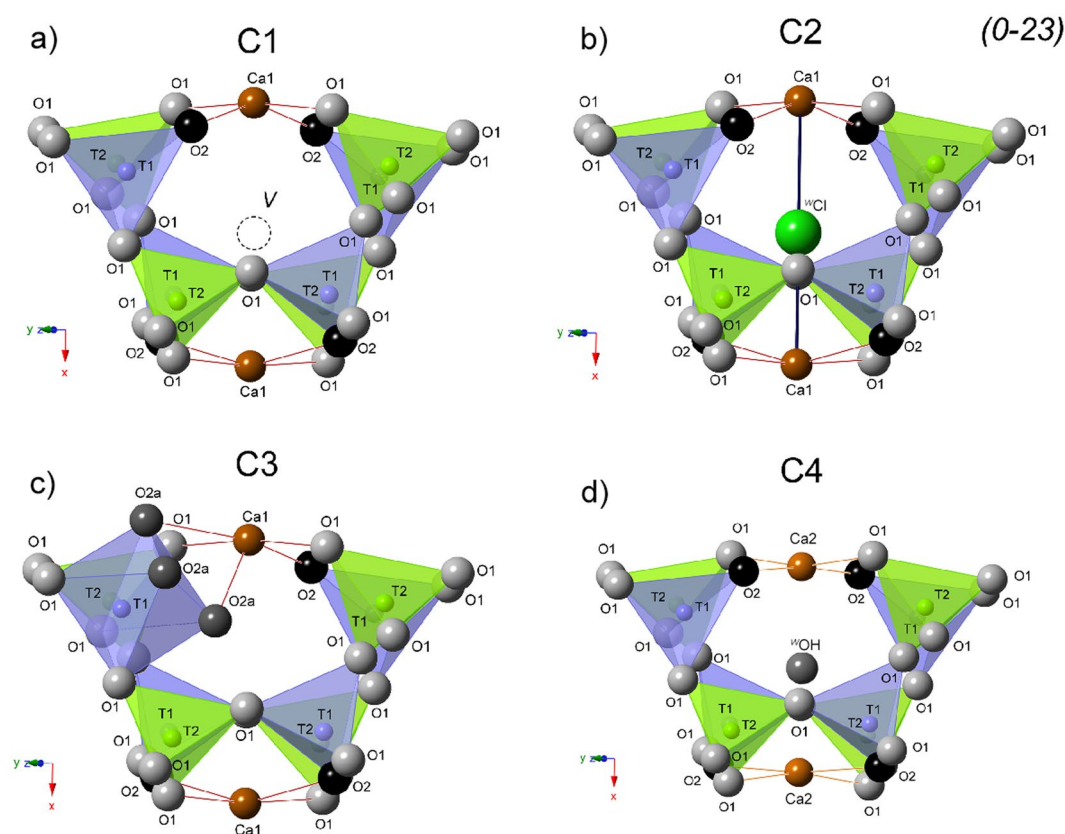 a) C1
O1 O1 Ca1 O1 O1
O1 O2 O2 O1
T2 T1 T2
T1
O1 V O1
O1 O1
O1 O1
T1 T2 O1 T1 T2
O1 O1
O1
O2 O1 O2
O1 Ca1 O1
y z x
b) C2 (0-23)
O1 O1 Ca1 O1 O1
O1 O2 O2 O1
T2 T1 T2
T1
O1 wCl O1
O1 O1
O1 O1
T1 T2 O1 T1 T2
O1 O1
O1
O2 O1 O2
O1 Ca1 O1
y z x
c) C3
O2a
O1 O1 Ca1 O1 O1
O2a O2
O1 O2a O1
T2 T1 T2
T1
O1 O1
O1 O1
O1
T1 T2 O1 T1 T2
O1 O1
O1
O2 O1 O2
O1 Ca1 O1
y z x
d) C4
O1 O1 Ca2 O1 O1
O1 O2 O2 O1
T2 T1 T2
T1
O1 wOH O1
O1 O1
O1 O1
T1 T2 O1 T1 T2
O1 O1
O1
O2 O1 O2
O1 Ca2 O1
y z x